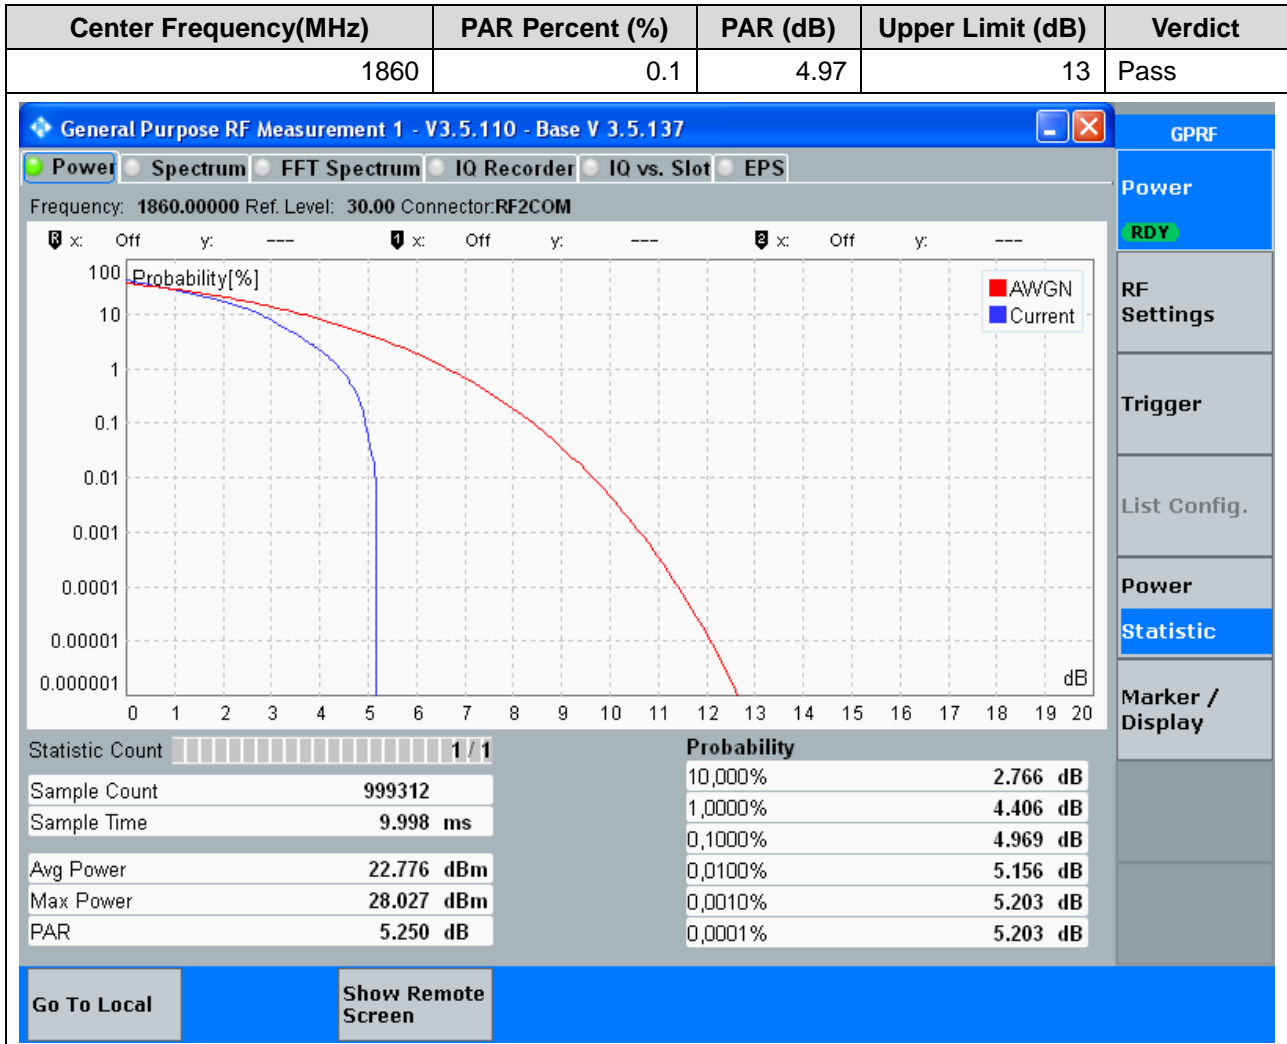 Center Frequency(MHz) PAR Percent (%) PAR (dB) Upper Limit (dB) Verdict
1860 0.1 4.97 13 Pass
General Purpose RF Measurement 1 - V3.5.110 - Base V 3.5.137
GPRF
Power Spectrum FFT Spectrum IQ Recorder IQ vs. Slot EPS
Frequency: 1860.00000 Ref. Level: 30.00 Connector:RF2COM
R x: Off y: --- 1 x: Off y: --- 2 x: Off y: ---
Probability[%]
AWGN
Current
100
10
1
0.1
0.01
0.001
0.0001
0.00001
0.000001
dB
0 1 2 3 4 5 6 7 8 9 10 11 12 13 14 15 16 17 18 19 20
Statistic Count 1 / 1
Sample Count 999312
Sample Time 9.998 ms
Avg Power 22.776 dBm
Max Power 28.027 dBm
PAR 5.250 dB
Probability
10,000% 2.766 dB
1,0000% 4.406 dB
0,1000% 4.969 dB
0,0100% 5.156 dB
0,0010% 5.203 dB
0,0001% 5.203 dB
Power
RDY
RF
Settings
Trigger
List Config.
Power
Statistic
Marker /
Display
Go To Local
Show Remote
Screen